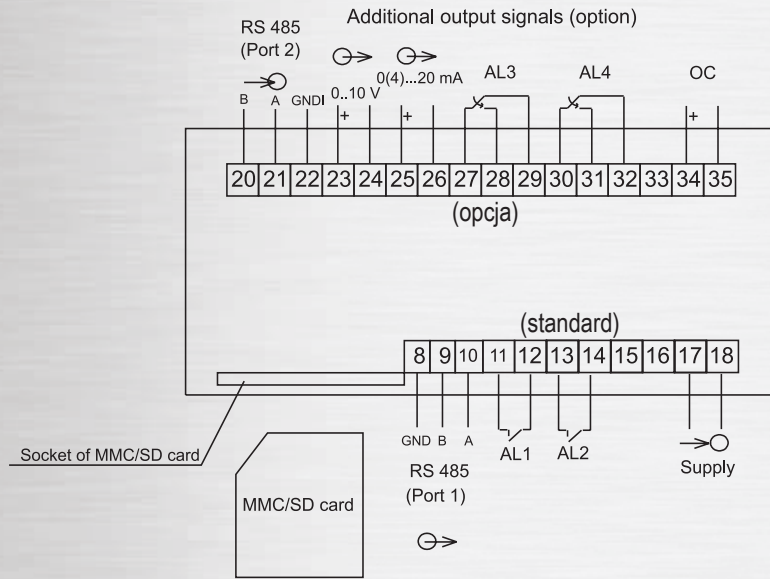 Additional output signals (option)
RS 485
(Port 2)
0(4)...20 mA
AL3
AL4
OC
B
A
GNDI
0..10 V
+
+
+
20 21 22 23 24 25 26 27 28 29 30 31 32 33 34 35
(opcja)
(standard)
8 9 10 11 12 13 14 15 16 17 18
GND B A
AL1
AL2
Supply
RS 485
(Port 1)
Socket of MMC/SD card
MMC/SD card